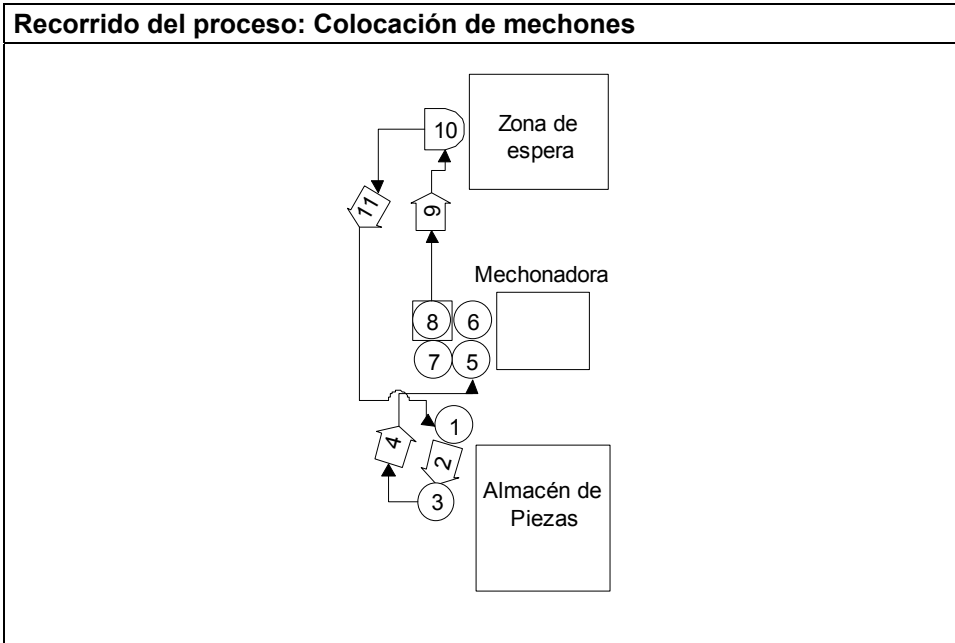 Recorrido del proceso: Colocación de mechones
10
Zona de
espera
11
9
Mechonadora
8
6
7
5
1
4
2
3
Almacén de
Piezas